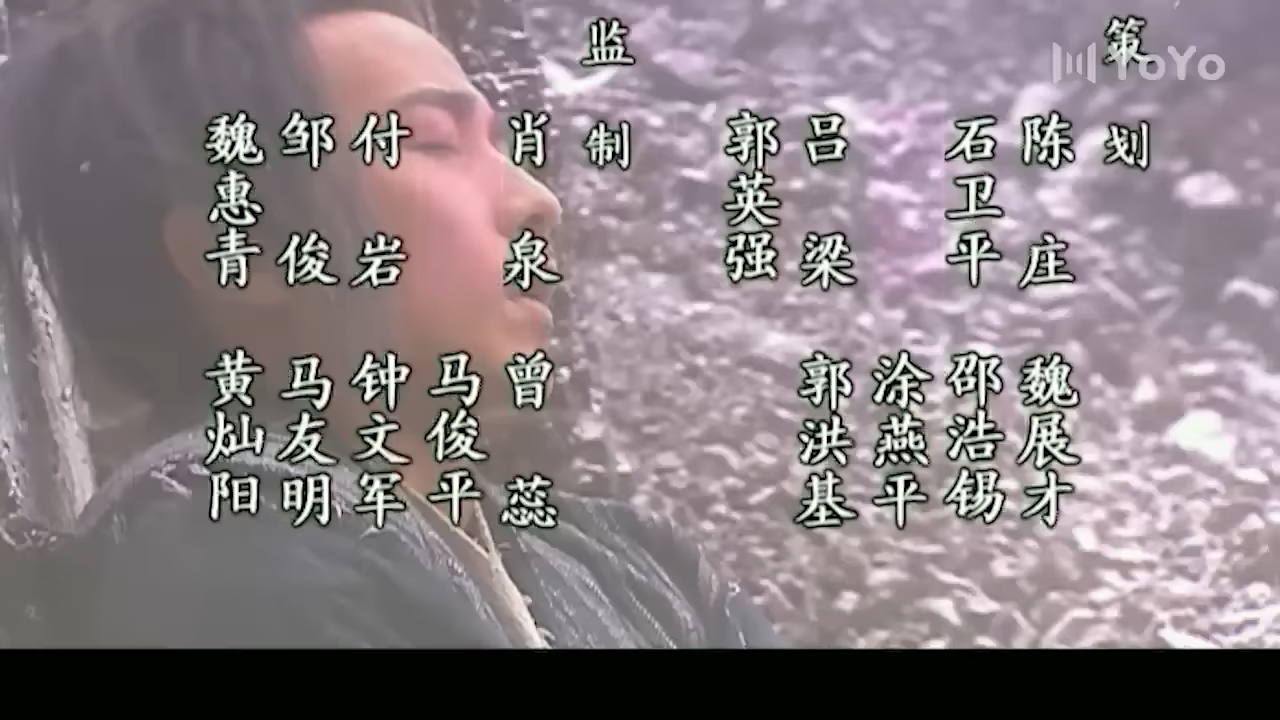 策划
陈庄
石卫平
吕梁
郭英强
魏展才
邵浩锡
涂燕平
郭洪基
监制
肖泉
付岩
邹俊
魏惠青
曾蕊
马俊平
钟文军
马友明
黄灿阳
YoYo